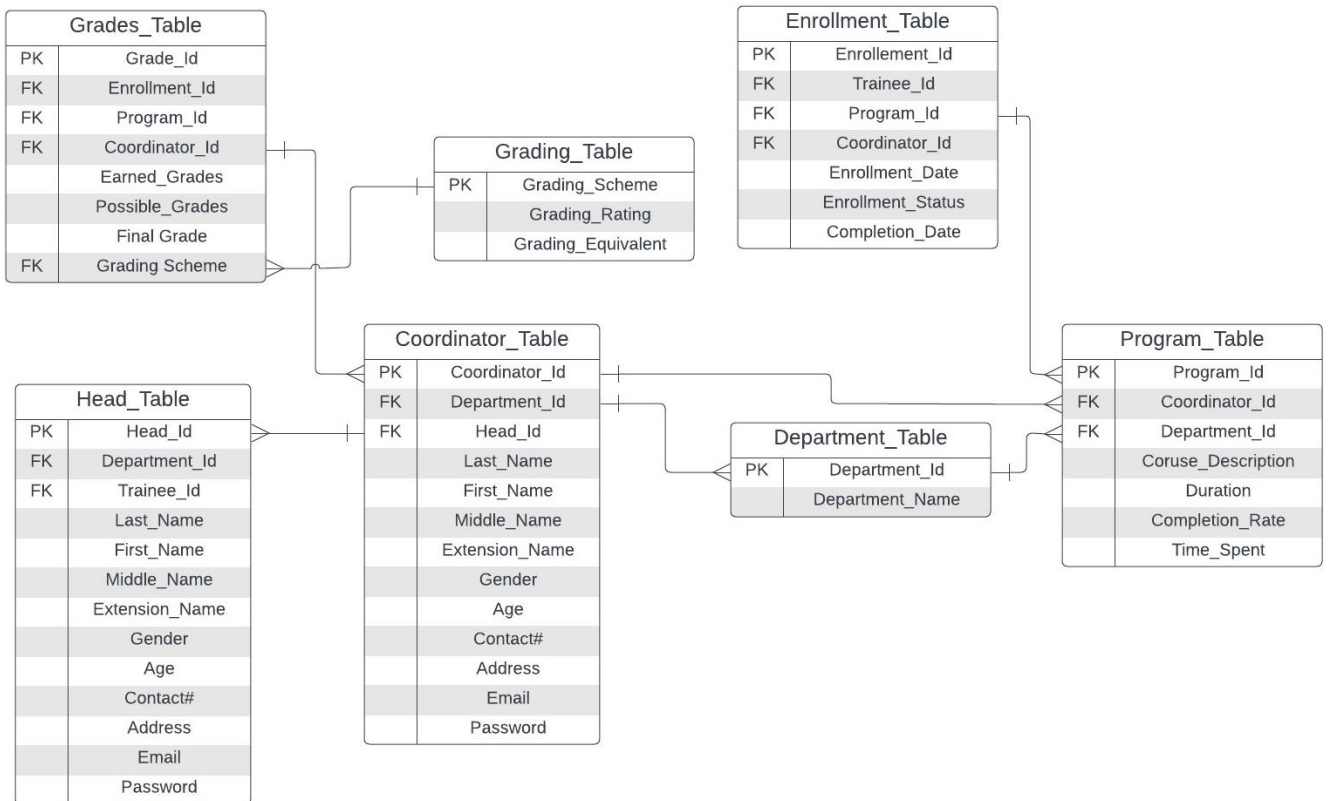 Grades_Table
PK Grade_Id
FK Enrollment_Id
FK Program_Id
FK Coordinator_Id
Earned_Grades
Possible_Grades
Final Grade
FK Grading Scheme
Grading_Table
PK Grading_Scheme
Grading_Rating
Grading_Equivalent
Enrollment_Table
PK Enrollement_Id
FK Trainee_Id
FK Program_Id
FK Coordinator_Id
Enrollment_Date
Enrollment_Status
Completion_Date
Head_Table
PK Head_Id
FK Department_Id
FK Trainee_Id
Last_Name
First_Name
Middle_Name
Extension_Name
Gender
Age
Contact#
Address
Email
Password
Coordinator_Table
PK Coordinator_Id
FK Department_Id
FK Head_Id
Last_Name
First_Name
Middle_Name
Extension_Name
Gender
Age
Contact#
Address
Email
Password
Department_Table
PK Department_Id
Department_Name
Program_Table
PK Program_Id
FK Coordinator_Id
FK Department_Id
Coruse_Description
Duration
Completion_Rate
Time_Spent